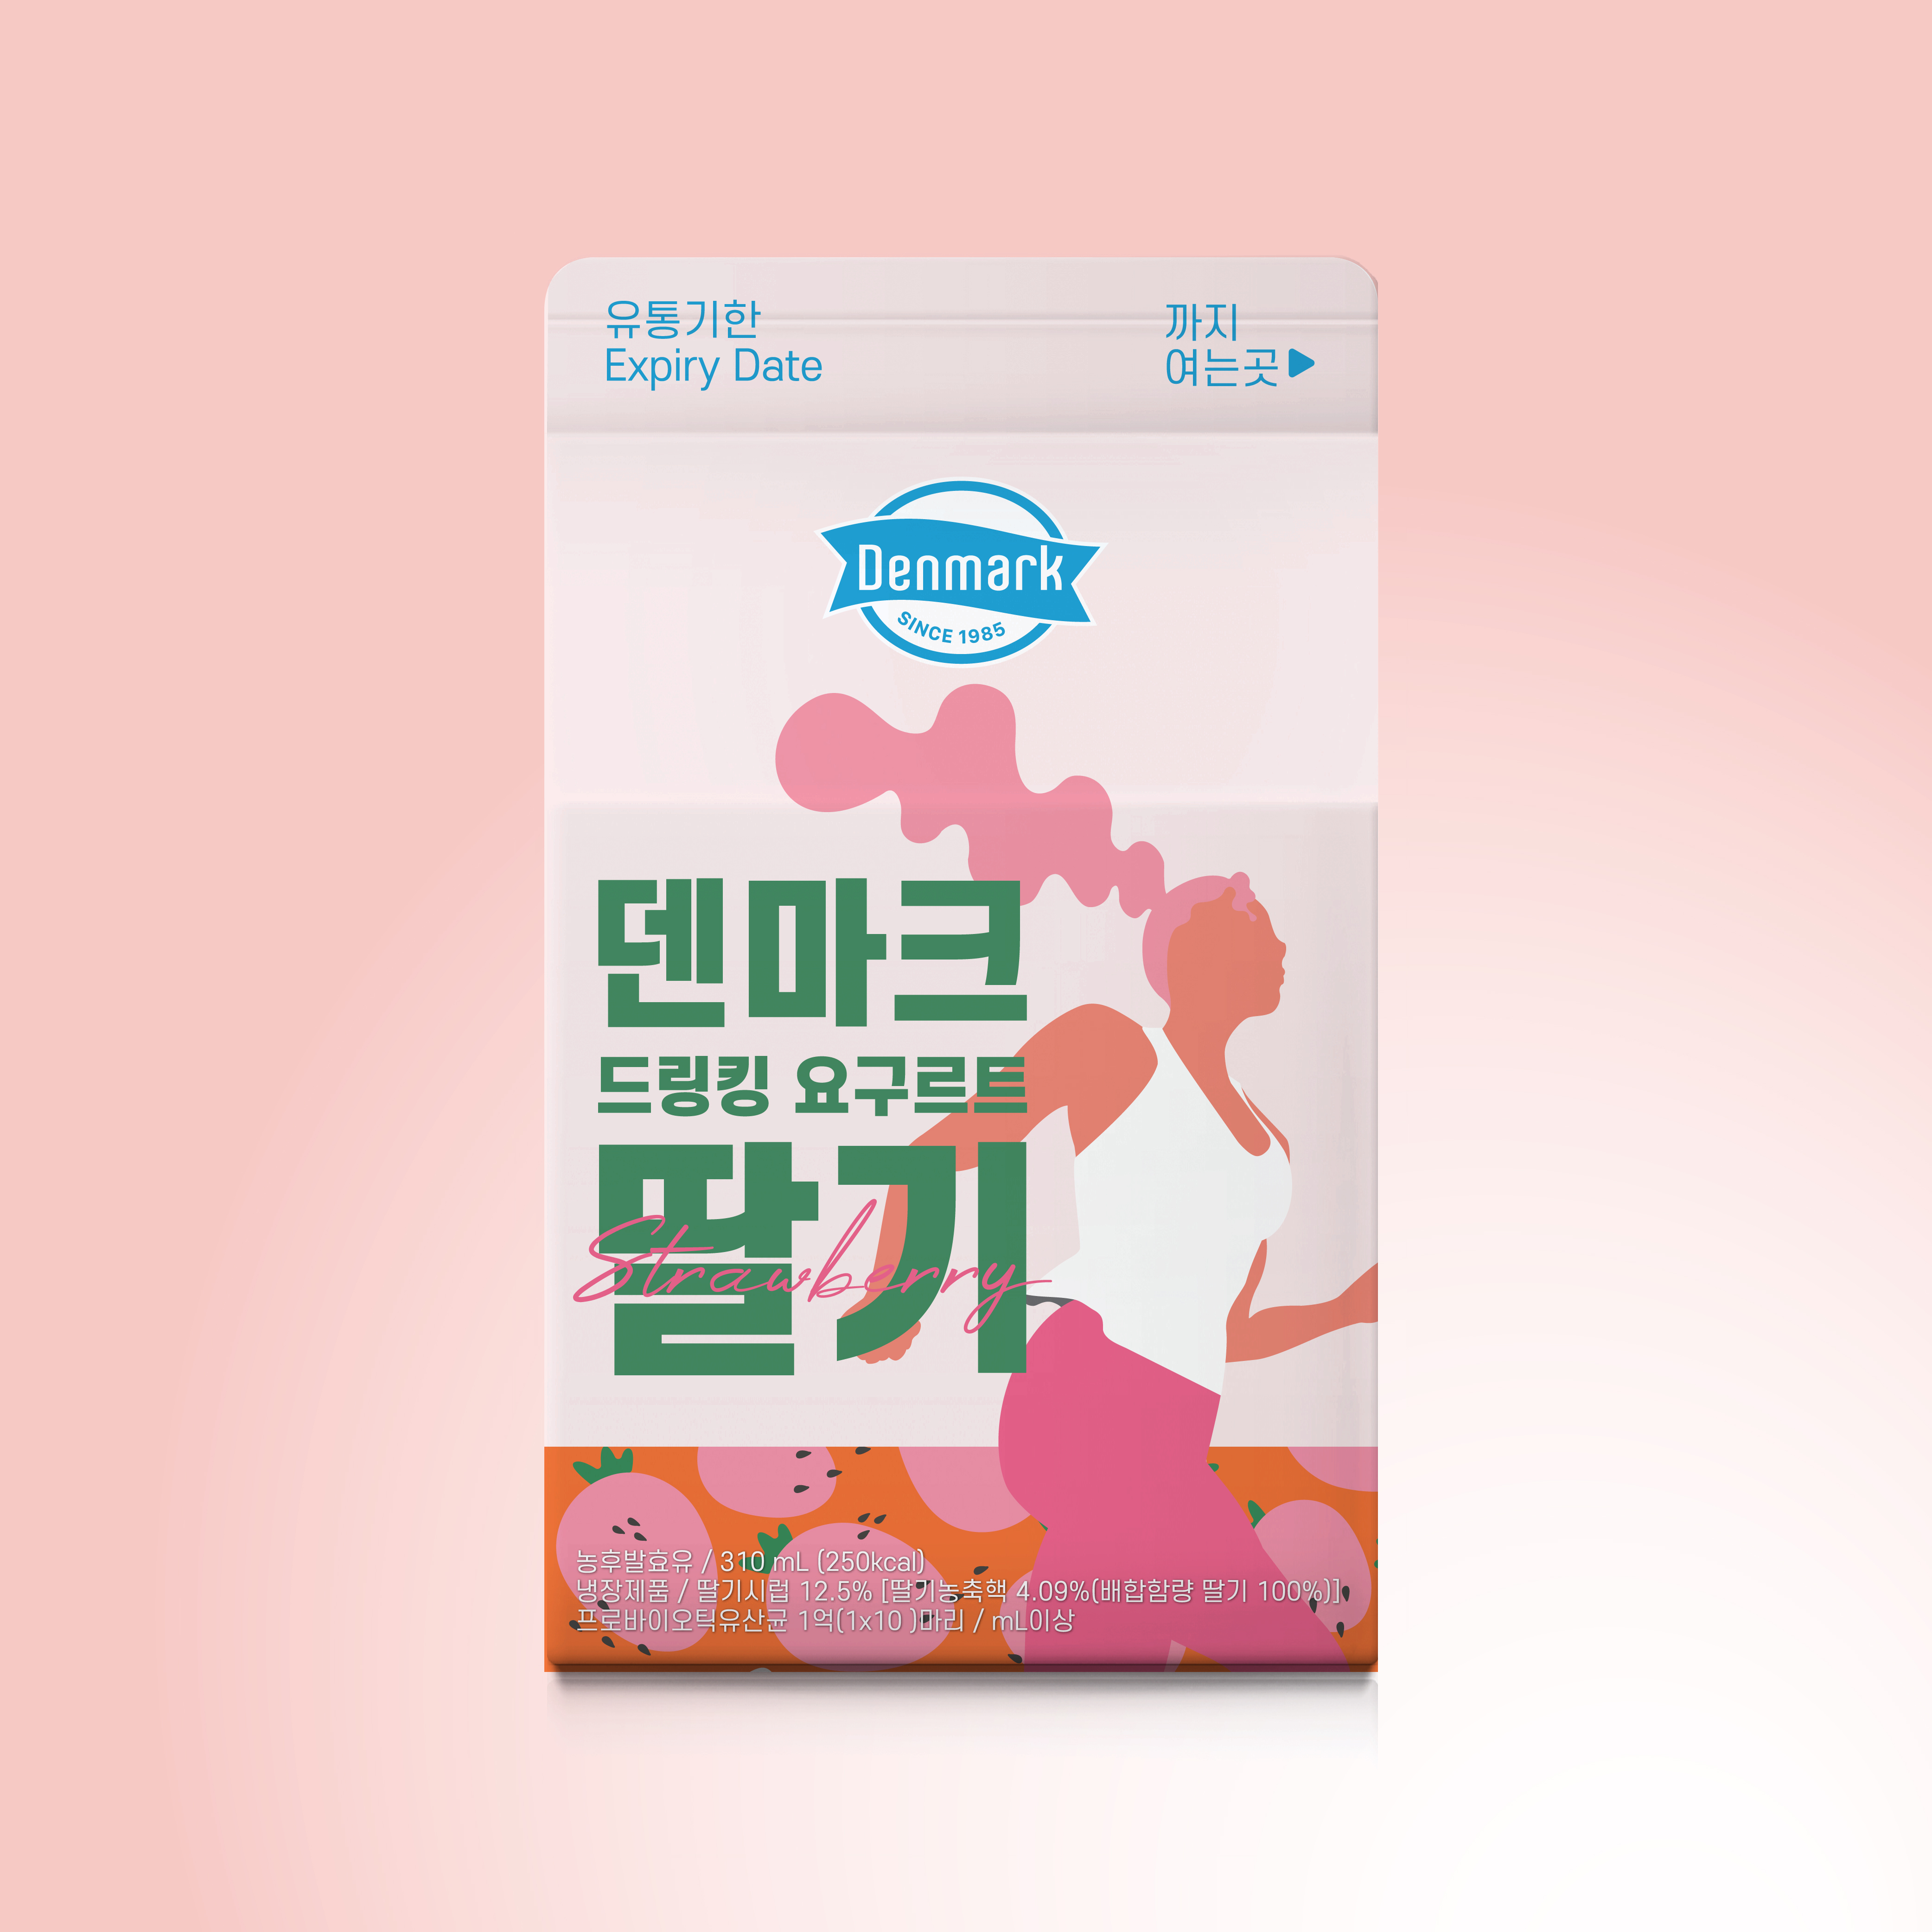 유통기한
Expiry Date
까지
여는곳
Denmark
SINCE 1985
덴마크
드링킹 요구르트
딸기
Strawberry
농후발효유 / 310 mL (250kcal)
냉장제품 / 딸기시럽 12.5% [딸기농축핵 4.09%(배합함량 딸기 100%)]
프로바이오틱유산균 1억(1x10 )마리 / mL이상